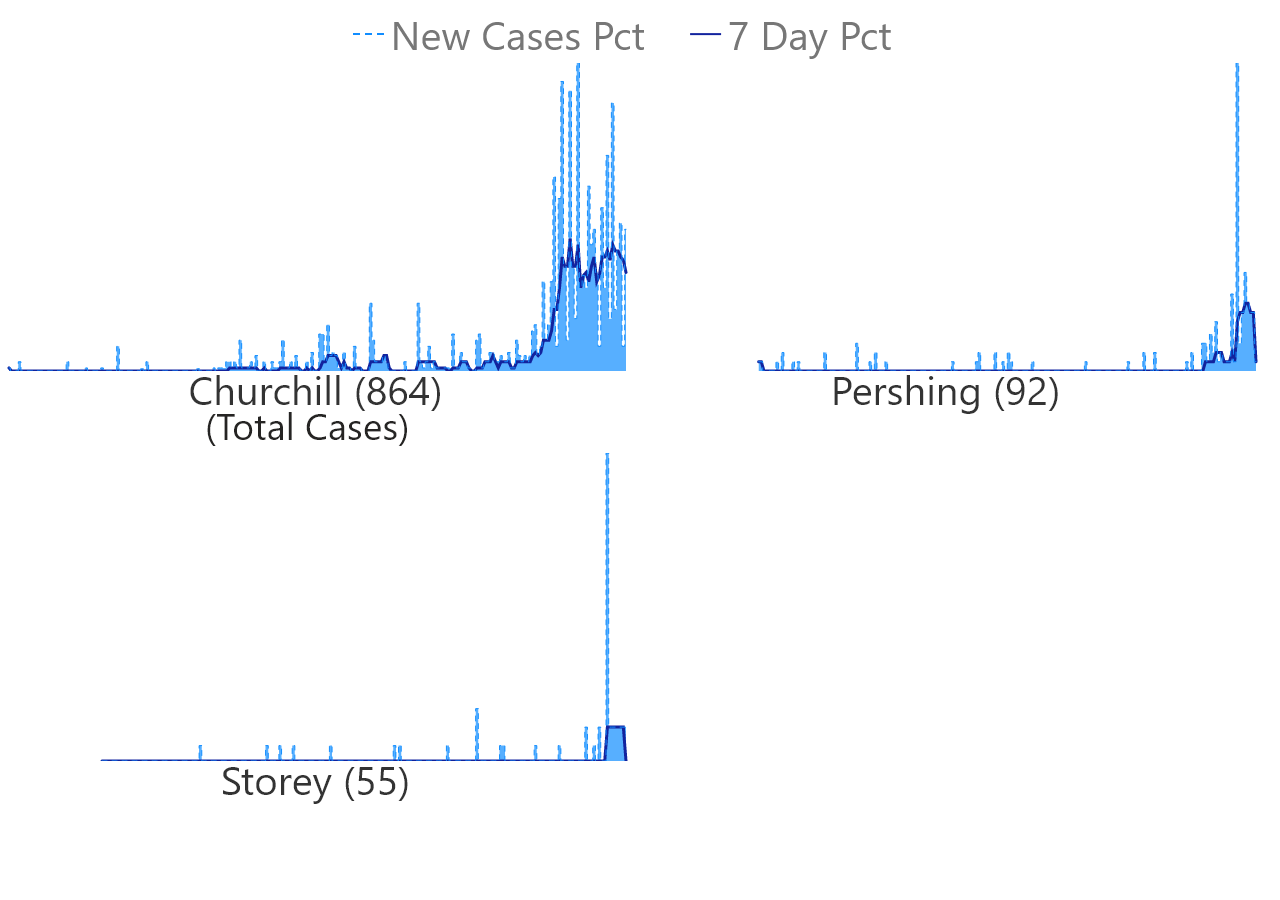 New Cases Pct 7 Day Pct
Churchill (864)
(Total Cases)
Pershing (92)
Storey (55)